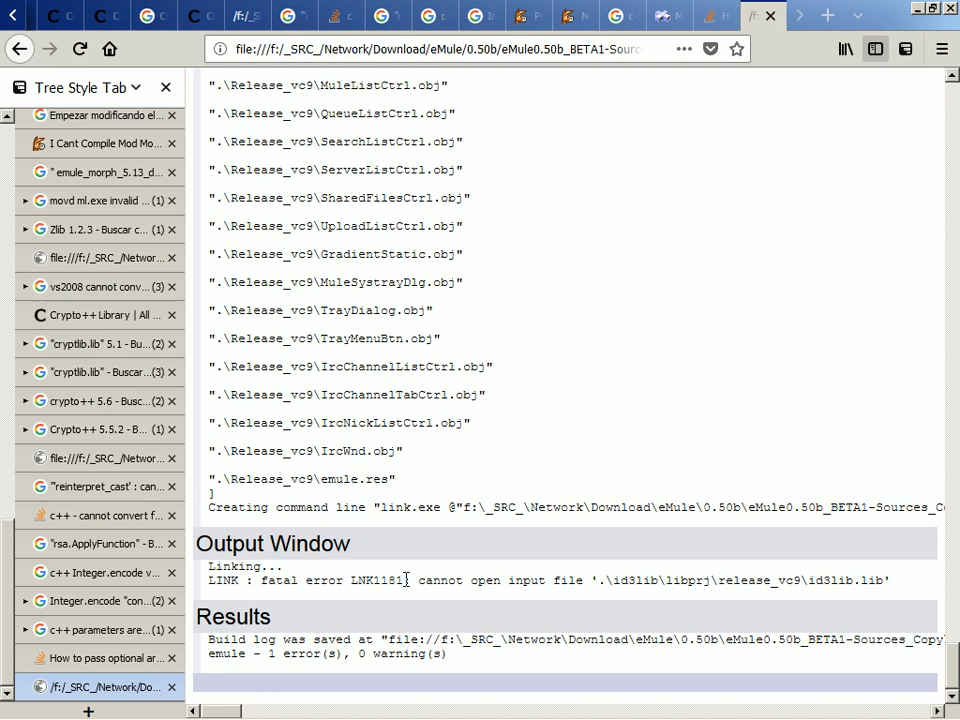 /f:/_S
file:///f:/_SRC_/Network/Download/eMule/0.50b/eMule0.50b_BETA1-Sourc
Tree Style Tab
Empezar modificando el...
I Cant Compile Mod Mo...
" emule_morph_5.13_d...
movd ml.exe invalid ... (1)
Zlib 1.2.3 - Buscar c... (1)
file:///f:/_SRC_/Networ...
vs2008 cannot conv... (3)
Crypto++ Library | All ...
"cryptlib.lib" 5.1 - Bu... (2)
"cryptlib.lib" - Buscar... (3)
crypto++ 5.6 - Busc... (2)
Crypto++ 5.5.2 - B... (1)
file:///f:/_SRC_/Networ...
"'reinterpret_cast' : can...
c++ - cannot convert f...
"rsa.ApplyFunction" - B...
c++ Integer.encode v...
Integer.encode "con... (2)
c++ parameters are... (1)
How to pass optional ar...
/f:/_SRC_/Network/Do...
".\Release_vc9\MuleListCtrl.obj"
".\Release_vc9\QueueListCtrl.obj"
".\Release_vc9\SearchListCtrl.obj"
".\Release_vc9\ServerListCtrl.obj"
".\Release_vc9\SharedFilesCtrl.obj"
".\Release_vc9\UploadListCtrl.obj"
".\Release_vc9\GradientStatic.obj"
".\Release_vc9\MuleSystrayDlg.obj"
".\Release_vc9\TrayDialog.obj"
".\Release_vc9\TrayMenuBtn.obj"
".\Release_vc9\IrcChannelListCtrl.obj"
".\Release_vc9\IrcChannelTabCtrl.obj"
".\Release_vc9\IrcNickListCtrl.obj"
".\Release_vc9\IrcWnd.obj"
".\Release_vc9\emule.res"
]
Creating command line "link.exe @"f:\_SRC_\Network\Download\eMule\0.50b\eMule0.50b_BETA1-Sources_Co
Output Window
Linking...
LINK : fatal error LNK1181: cannot open input file '.\id3lib\libprj\release_vc9\id3lib.lib'
Results
Build log was saved at "file://f:\_SRC_\Network\Download\eMule\0.50b\eMule0.50b_BETA1-Sources_Copy
emule - 1 error(s), 0 warning(s)